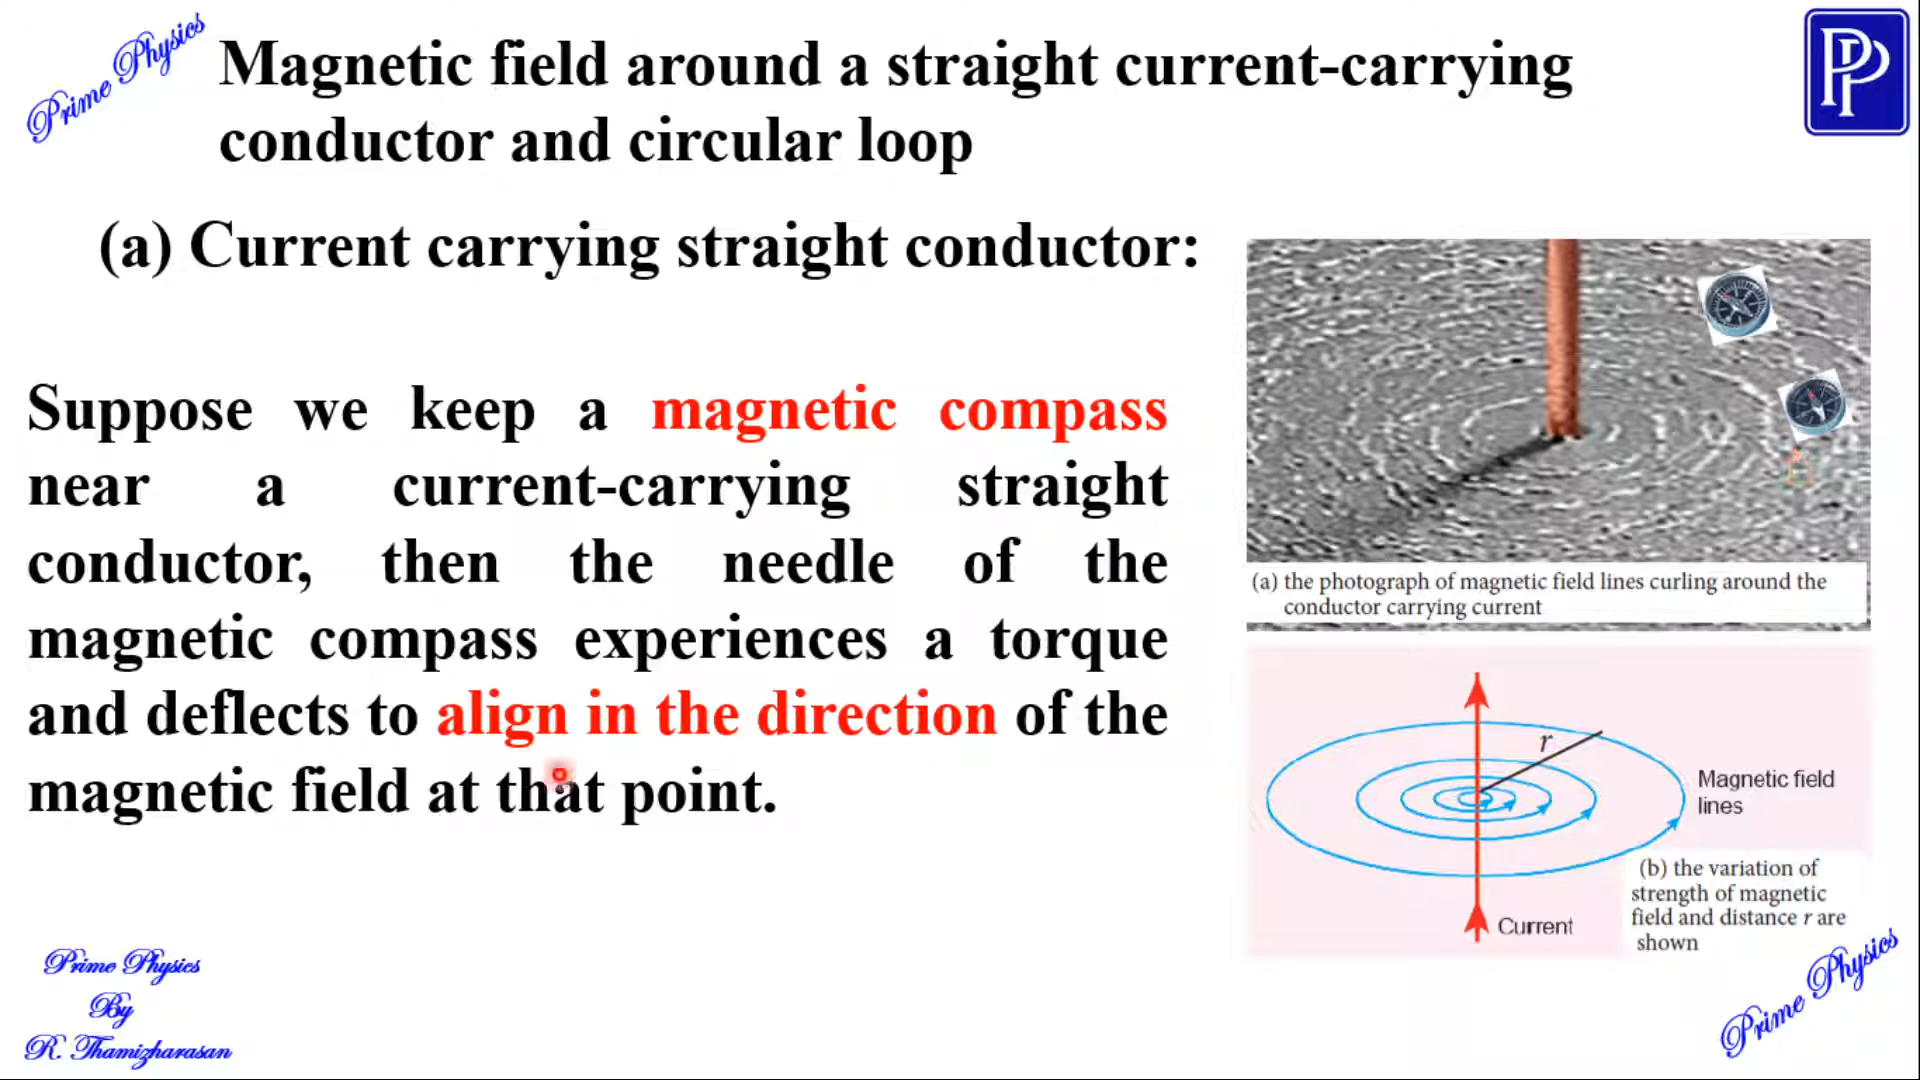 Prime Physics
Magnetic field around a straight current-carrying
conductor and circular loop
PP
(a) Current carrying straight conductor:
Suppose we keep a magnetic compass
near a current-carrying straight
conductor, then the needle of the
magnetic compass experiences a torque
and deflects to align in the direction of the
magnetic field at that point.
(a) the photograph of magnetic field lines curling around the
conductor carrying current
r
Magnetic field
lines
Current
(b) the variation of
strength of magnetic
field and distance r are
shown
Prime Physics
By
R. Thamizharasan
Prime Physics